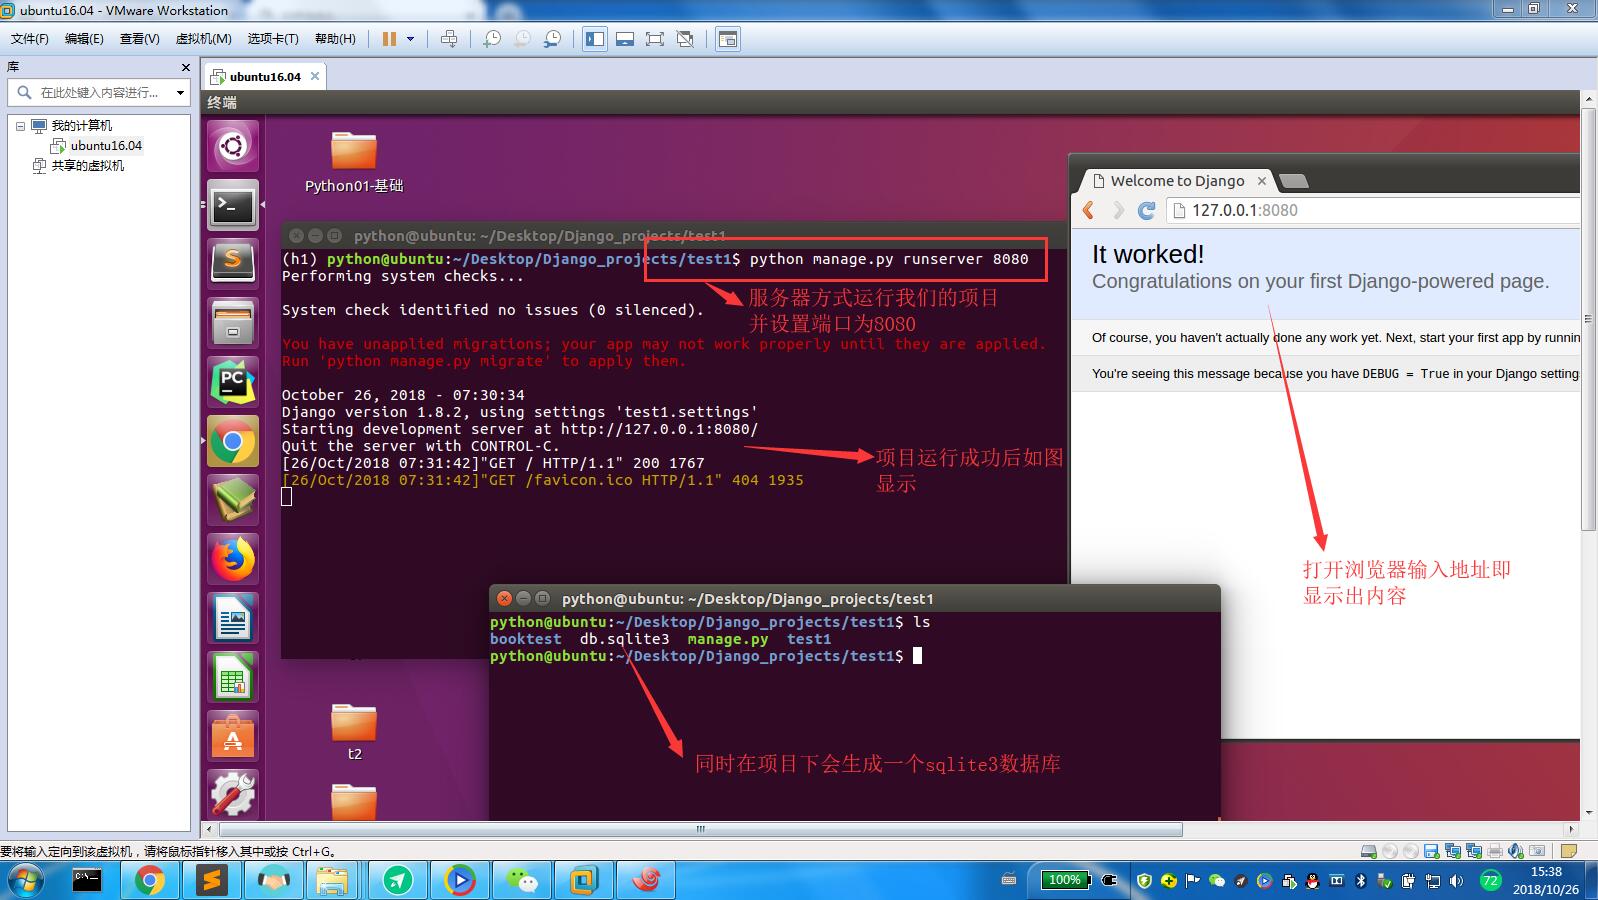 ubuntu16.04 - VMware Workstation
文件(F) 编辑(E) 查看(V) 虚拟机(M) 选项卡(T) 帮助(H)
库
在此处键入内容进行...
我的计算机
ubuntu16.04
共享的虚拟机
ubuntu16.04
终端
Python01-基础
python@ubuntu: ~/Desktop/Django_projects/test1
(h1) python@ubuntu:~/Desktop/Django_projects/test1$ python manage.py runserver 8080
Performing system checks...
System check identified no issues (0 silenced).
服务器方式运行我们的项目
并设置端口为8080
You have unapplied migrations; your app may not work properly until they are applied.
Run 'python manage.py migrate' to apply them.
October 26, 2018 - 07:30:34
Django version 1.8.2, using settings 'test1.settings'
Starting development server at http://127.0.0.1:8080/
Quit the server with CONTROL-C.
[26/Oct/2018 07:31:42]"GET / HTTP/1.1" 200 1767
[26/Oct/2018 07:31:42]"GET /favicon.ico HTTP/1.1" 404 1935
项目运行成功后如图
显示
Welcome to Django
127.0.0.1:8080
It worked!
Congratulations on your first Django-powered page.
Of course, you haven't actually done any work yet. Next, start your first app by runnin
You're seeing this message because you have DEBUG = True in your Django setting
打开浏览器输入地址即
显示出内容
python@ubuntu: ~/Desktop/Django_projects/test1
python@ubuntu:~/Desktop/Django_projects/test1$ ls
booktest db.sqlite3 manage.py test1
python@ubuntu:~/Desktop/Django_projects/test1$
同时在项目下会生成一个sqlite3数据库
t2
要将输入定向到该虚拟机，请将鼠标指针移入其中或按 Ctrl+G。
100%
72
15:38
2018/10/26